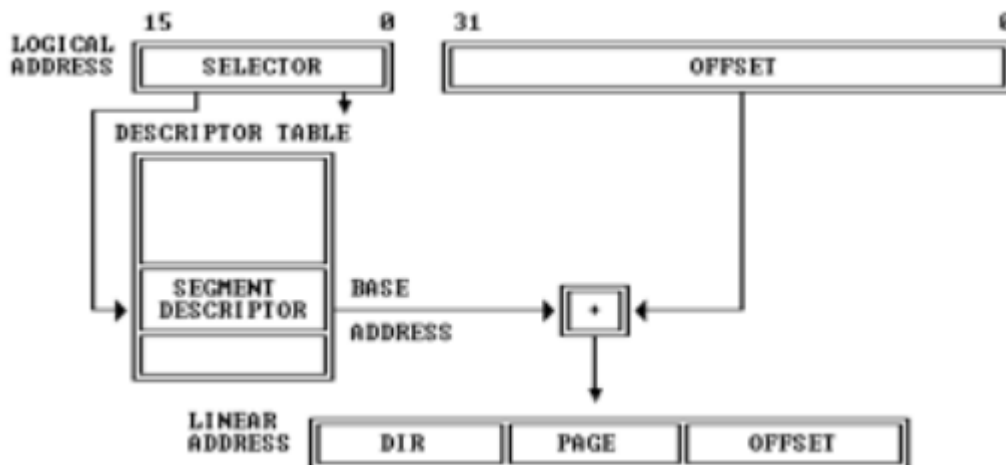 15 0 31 0
LOGICAL
ADDRESS
SELECTOR
OFFSET
DESCRIPTOR TABLE
SEGMENT
DESCRIPTOR
BASE
ADDRESS
+
LINEAR
ADDRESS
DIR PAGE OFFSET